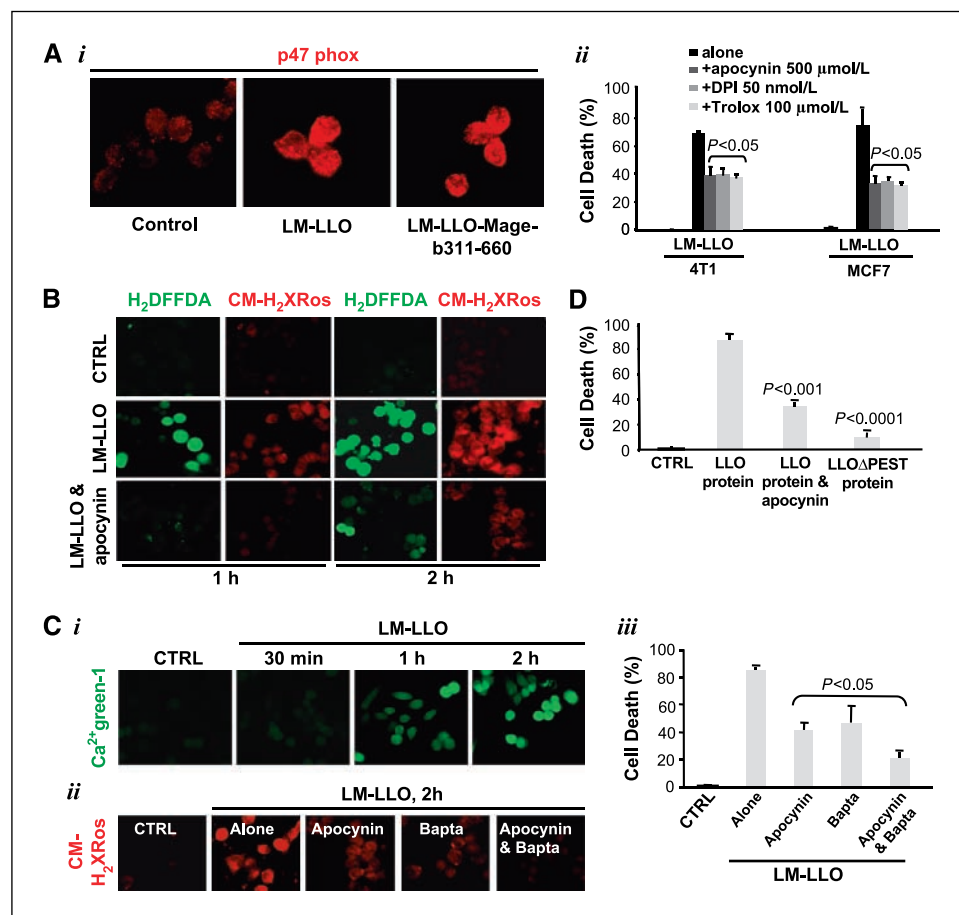 A i
p47 phox
Control
LM-LLO
LM-LLO-Mage-
b311-660
ii
alone
+apocynin 500 µmol/L
+DPI 50 nmol/L
+Trolox 100 µmol/L
Cell Death (%)
100
80
60
40
20
0
P<0.05
P<0.05
LM-LLO
LM-LLO
4T1
MCF7
B
H₂DFFDA
CM-H₂XRos
H₂DFFDA
CM-H₂XRos
CTRL
LM-LLO
LM-LLO &
apocynin
1 h
2 h
D
Cell Death (%)
100
80
60
40
20
0
P<0.001
P<0.0001
CTRL
LLO
protein
LLO
protein &
apocynin
LLO∆PEST
protein
C i
LM-LLO
CTRL
30 min
1 h
2 h
Ca²⁺green-1
ii
LM-LLO, 2h
CM-
H₂XRos
CTRL
Alone
Apocynin
Bapta
Apocynin
& Bapta
iii
Cell Death (%)
100
80
60
40
20
0
P<0.05
CTRL
Alone
Apocynin
Bapta
Apocynin
& Bapta
LM-LLO